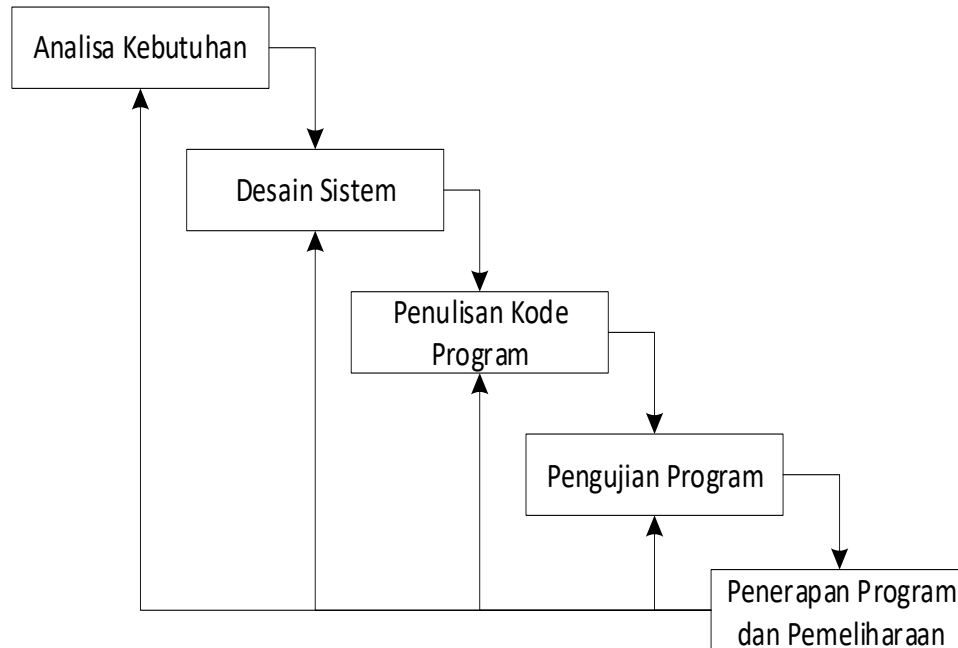 Analisa Kebutuhan
Desain Sistem
Penulisan Kode
Program
Pengujian Program
Penerapan Program
dan Pemeliharaan